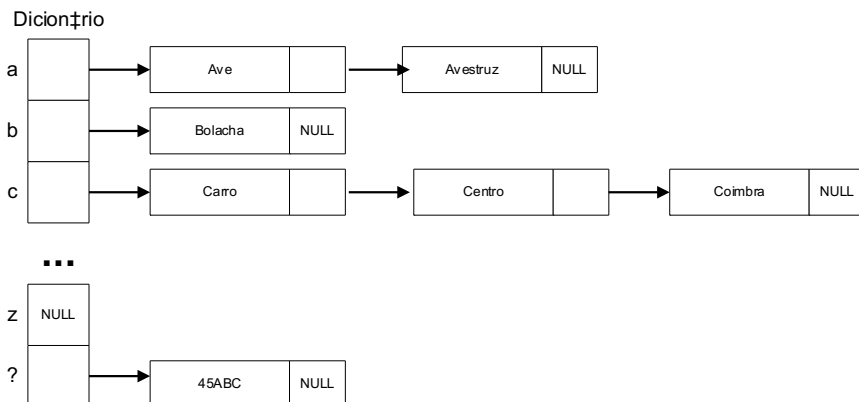 Dicion‡rio
a Ave Avestruz NULL
b Bolacha NULL
c Carro Centro Coimbra NULL
...
z NULL
? 45ABC NULL